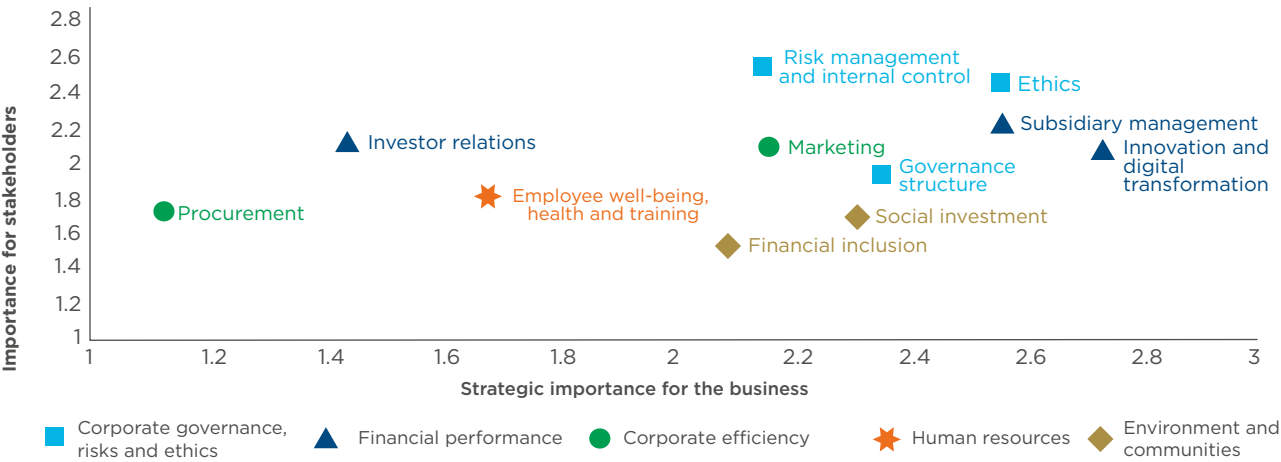 2.8
2.6
2.4
2.2
2
1.8
1.6
1.4
1.2
1
Importance for stakeholders
Risk management
and internal control
Ethics
Subsidiary management
Investor relations
Marketing
Innovation and
digital
transformation
Governance
structure
Employee well-being,
health and training
Procurement
Social investment
Financial inclusion
1 1.2 1.4 1.6 1.8 2 2.2 2.4 2.6 2.8 3
Strategic importance for the business
Corporate governance,
risks and ethics
Financial performance
Corporate efficiency
Human resources
Environment and
communities